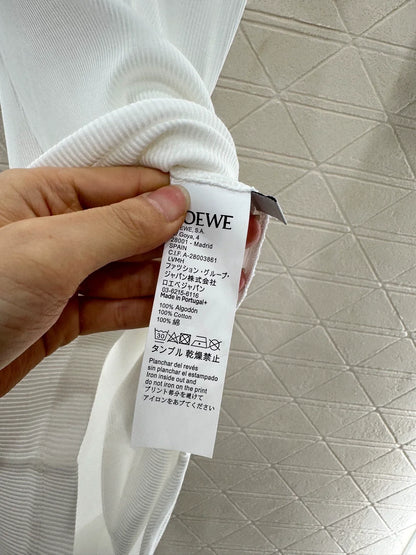 OEWE
EWE, S.A.
Goya, 4
28001 - Madrid
SPAIN
C.I.F. A-28003861
LVMH
ファッション・グループ・
ジャパン株式会社
ロエベジャパン
03-6215-6116
Made in Portugal+
100% Algodón
100% Cotton
100% 綿
30
タンブル 乾燥禁止
Planchar del revés
sin planchar el estampado
Iron inside out and
do not iron on the print
プリント部分を避けて
アイロンをあててください